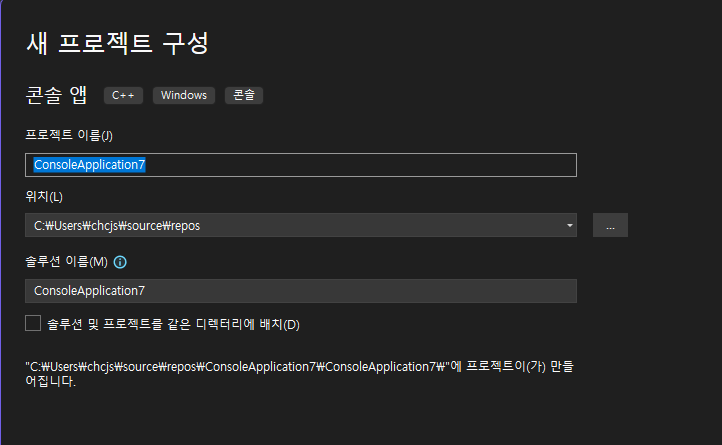 새 프로젝트 구성
콘솔 앱 C++ Windows 콘솔
프로젝트 이름(J)
ConsoleApplication7
위치(L)
C:₩Users₩chcjs₩source₩repos
...
솔루션 이름(M)
ConsoleApplication7
솔루션 및 프로젝트를 같은 디렉터리에 배치(D)
"C:₩Users₩chcjs₩source₩repos₩ConsoleApplication7₩ConsoleApplication7₩"에 프로젝트이(가) 만들
어집니다.